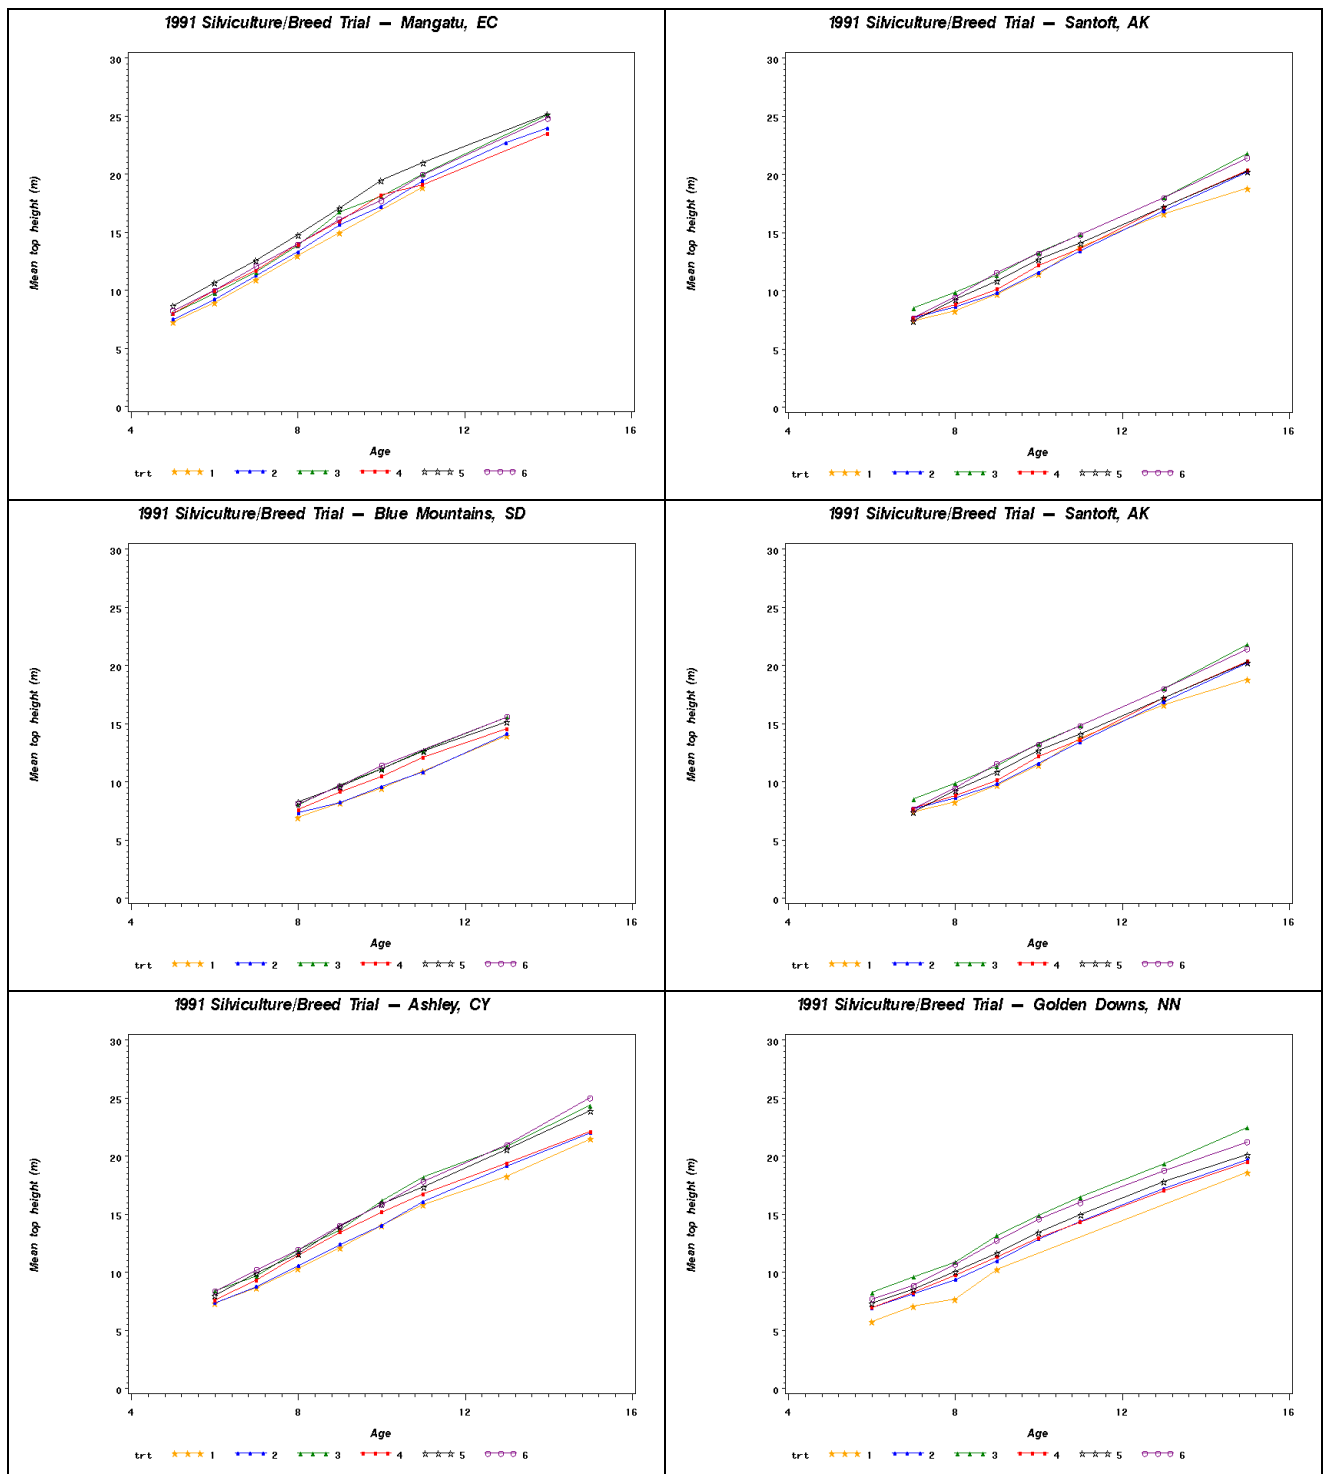 1991 Silviculture/Breed Trial — Mangatu, EC
30
25
20
15
10
5
0
Mean top height (m)
4 8 12 16
Age
trt 1 2 3 4 5 6
1991 Silviculture/Breed Trial — Santoft, AK
30
25
20
15
10
5
0
Mean top height (m)
4 8 12 16
Age
trt 1 2 3 4 5 6
1991 Silviculture/Breed Trial — Blue Mountains, SD
30
25
20
15
10
5
0
Mean top height (m)
4 8 12 16
Age
trt 1 2 3 4 5 6
1991 Silviculture/Breed Trial — Santoft, AK
30
25
20
15
10
5
0
Mean top height (m)
4 8 12 16
Age
trt 1 2 3 4 5 6
1991 Silviculture/Breed Trial — Ashley, CY
30
25
20
15
10
5
0
Mean top height (m)
4 8 12 16
Age
trt 1 2 3 4 5 6
1991 Silviculture/Breed Trial — Golden Downs, NN
30
25
20
15
10
5
0
Mean top height (m)
4 8 12 16
Age
trt 1 2 3 4 5 6